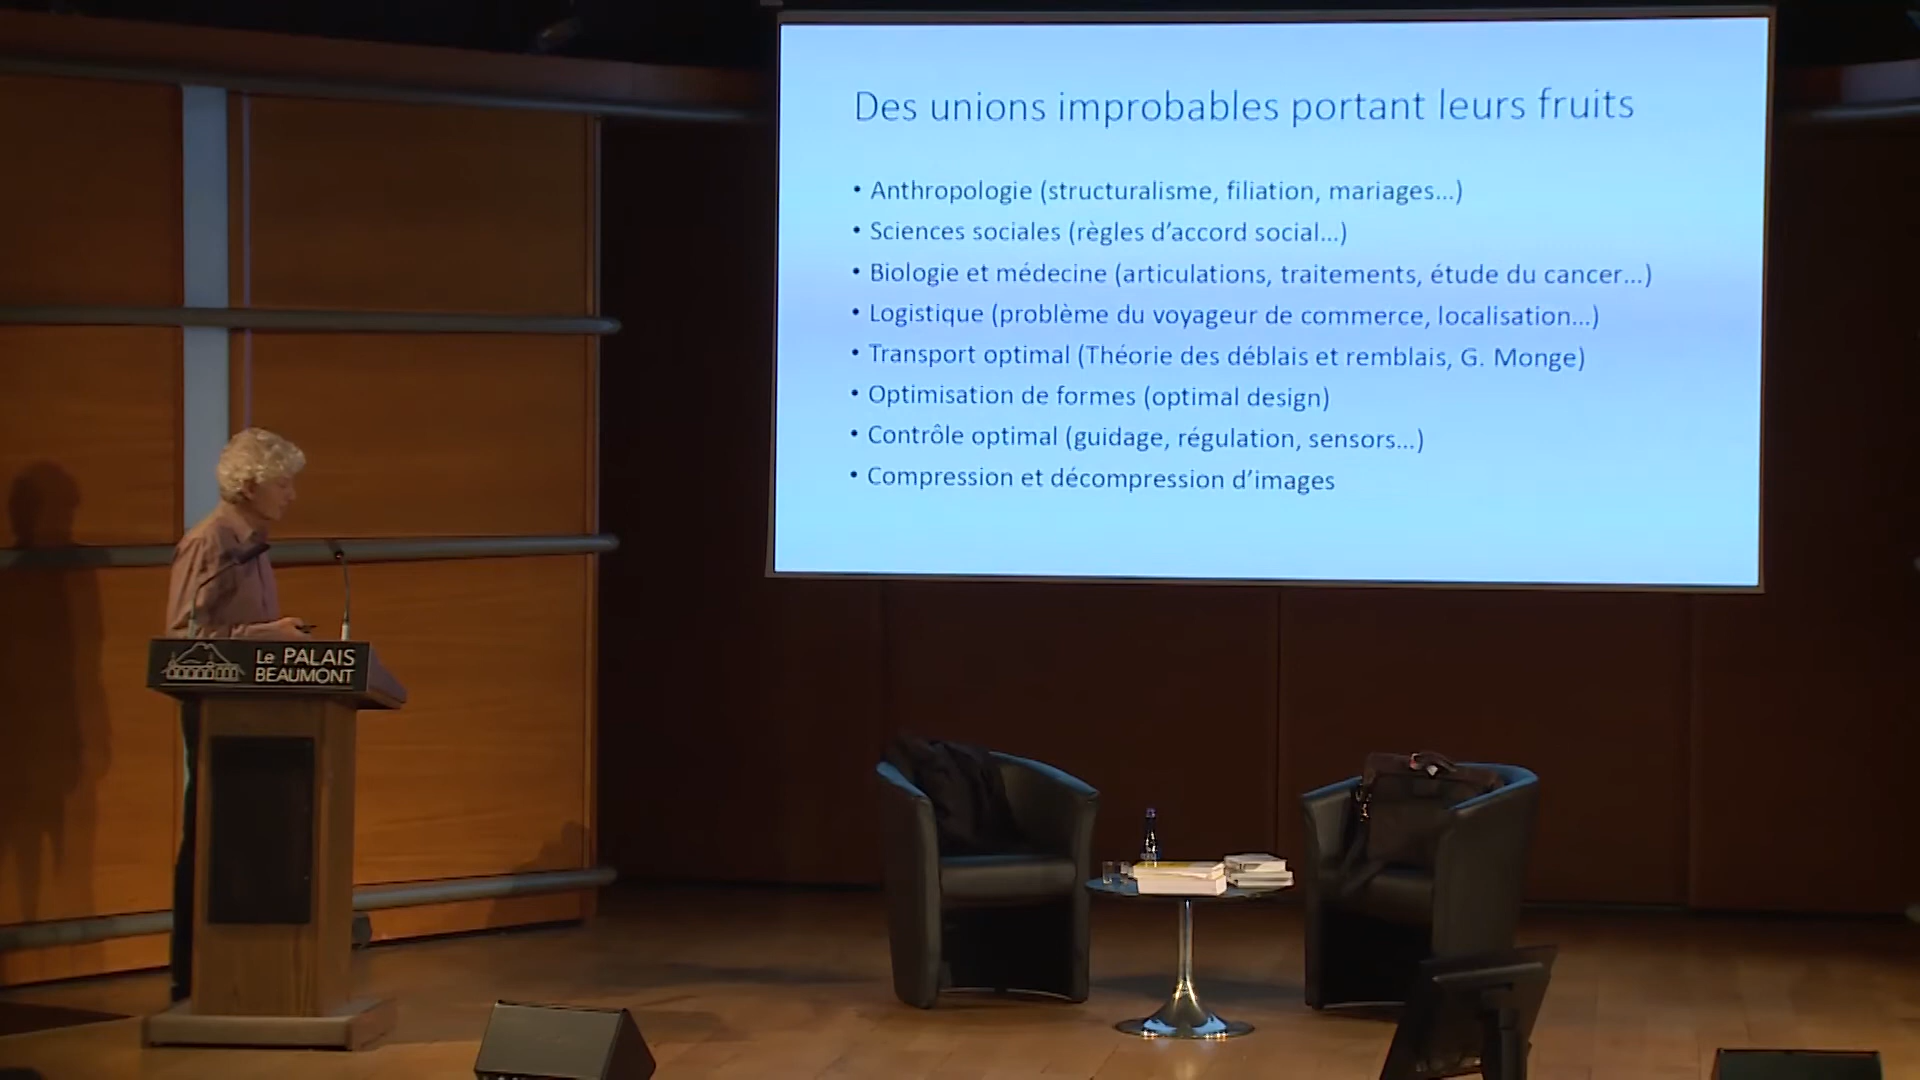 Des unions improbables portant leurs fruits
• Anthropologie (structuralisme, filiation, mariages...)
• Sciences sociales (règles d'accord social...)
• Biologie et médecine (articulations, traitements, étude du cancer...)
• Logistique (problème du voyageur de commerce, localisation...)
• Transport optimal (Théorie des déblais et remblais, G. Monge)
• Optimisation de formes (optimal design)
• Contrôle optimal (guidage, régulation, sensors...)
• Compression et décompression d'images
Le PALAIS
BEAUMONT